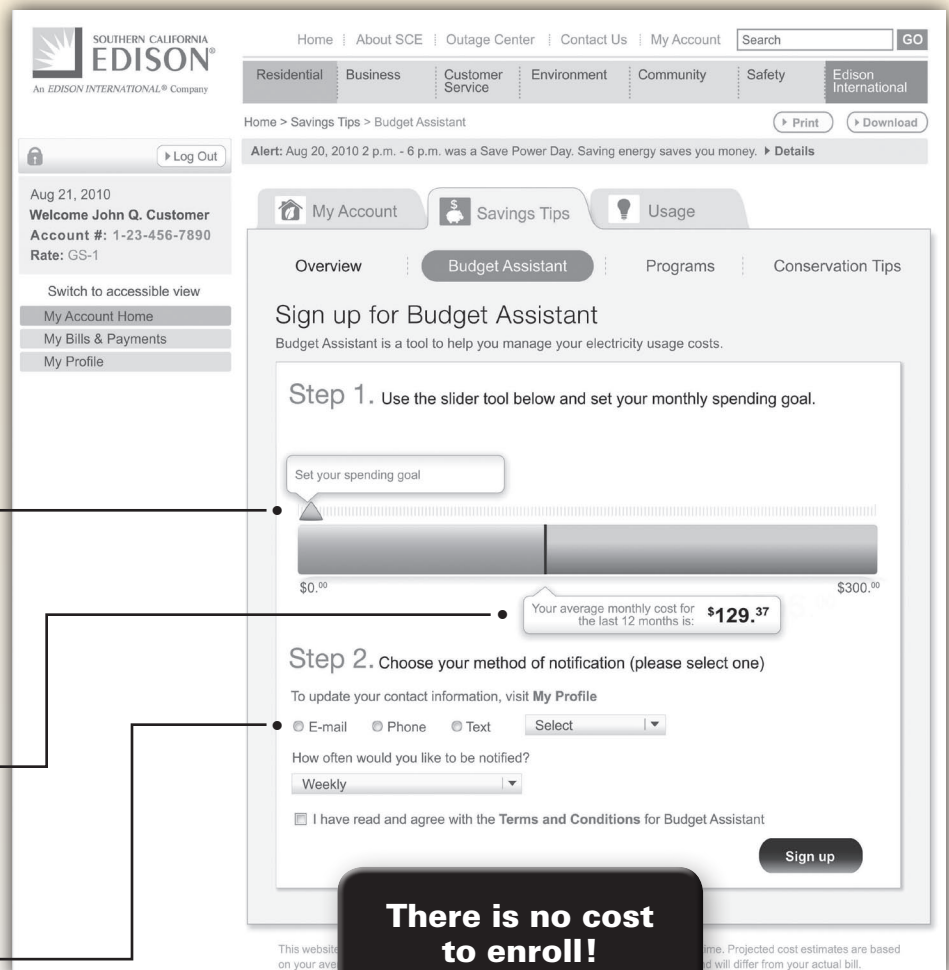 SOUTHERN CALIFORNIA
EDISON®
An EDISON INTERNATIONAL® Company
Home | About SCE | Outage Center | Contact Us | My Account
Search
GO
Residential
Business
Customer Service
Environment
Community
Safety
Edison International
Home > Savings Tips > Budget Assistant
Print
Download
Log Out
Alert: Aug 20, 2010 2 p.m. - 6 p.m. was a Save Power Day. Saving energy saves you money. Details
Aug 21, 2010
Welcome John Q. Customer
Account #: 1-23-456-7890
Rate: GS-1
Switch to accessible view
My Account Home
My Bills & Payments
My Profile
My Account
Savings Tips
Usage
Overview
Budget Assistant
Programs
Conservation Tips
Sign up for Budget Assistant
Budget Assistant is a tool to help you manage your electricity usage costs.
Step 1. Use the slider tool below and set your monthly spending goal.
Set your spending goal
$0.00
$300.00
Your average monthly cost for
the last 12 months is: $129.37
Step 2. Choose your method of notification (please select one)
To update your contact information, visit My Profile
E-mail Phone Text Select
How often would you like to be notified?
Weekly
I have read and agree with the Terms and Conditions for Budget Assistant
Sign up
There is no cost
to enroll!
This website
ime. Projected cost estimates are based
on your ave
d will differ from your actual bill.